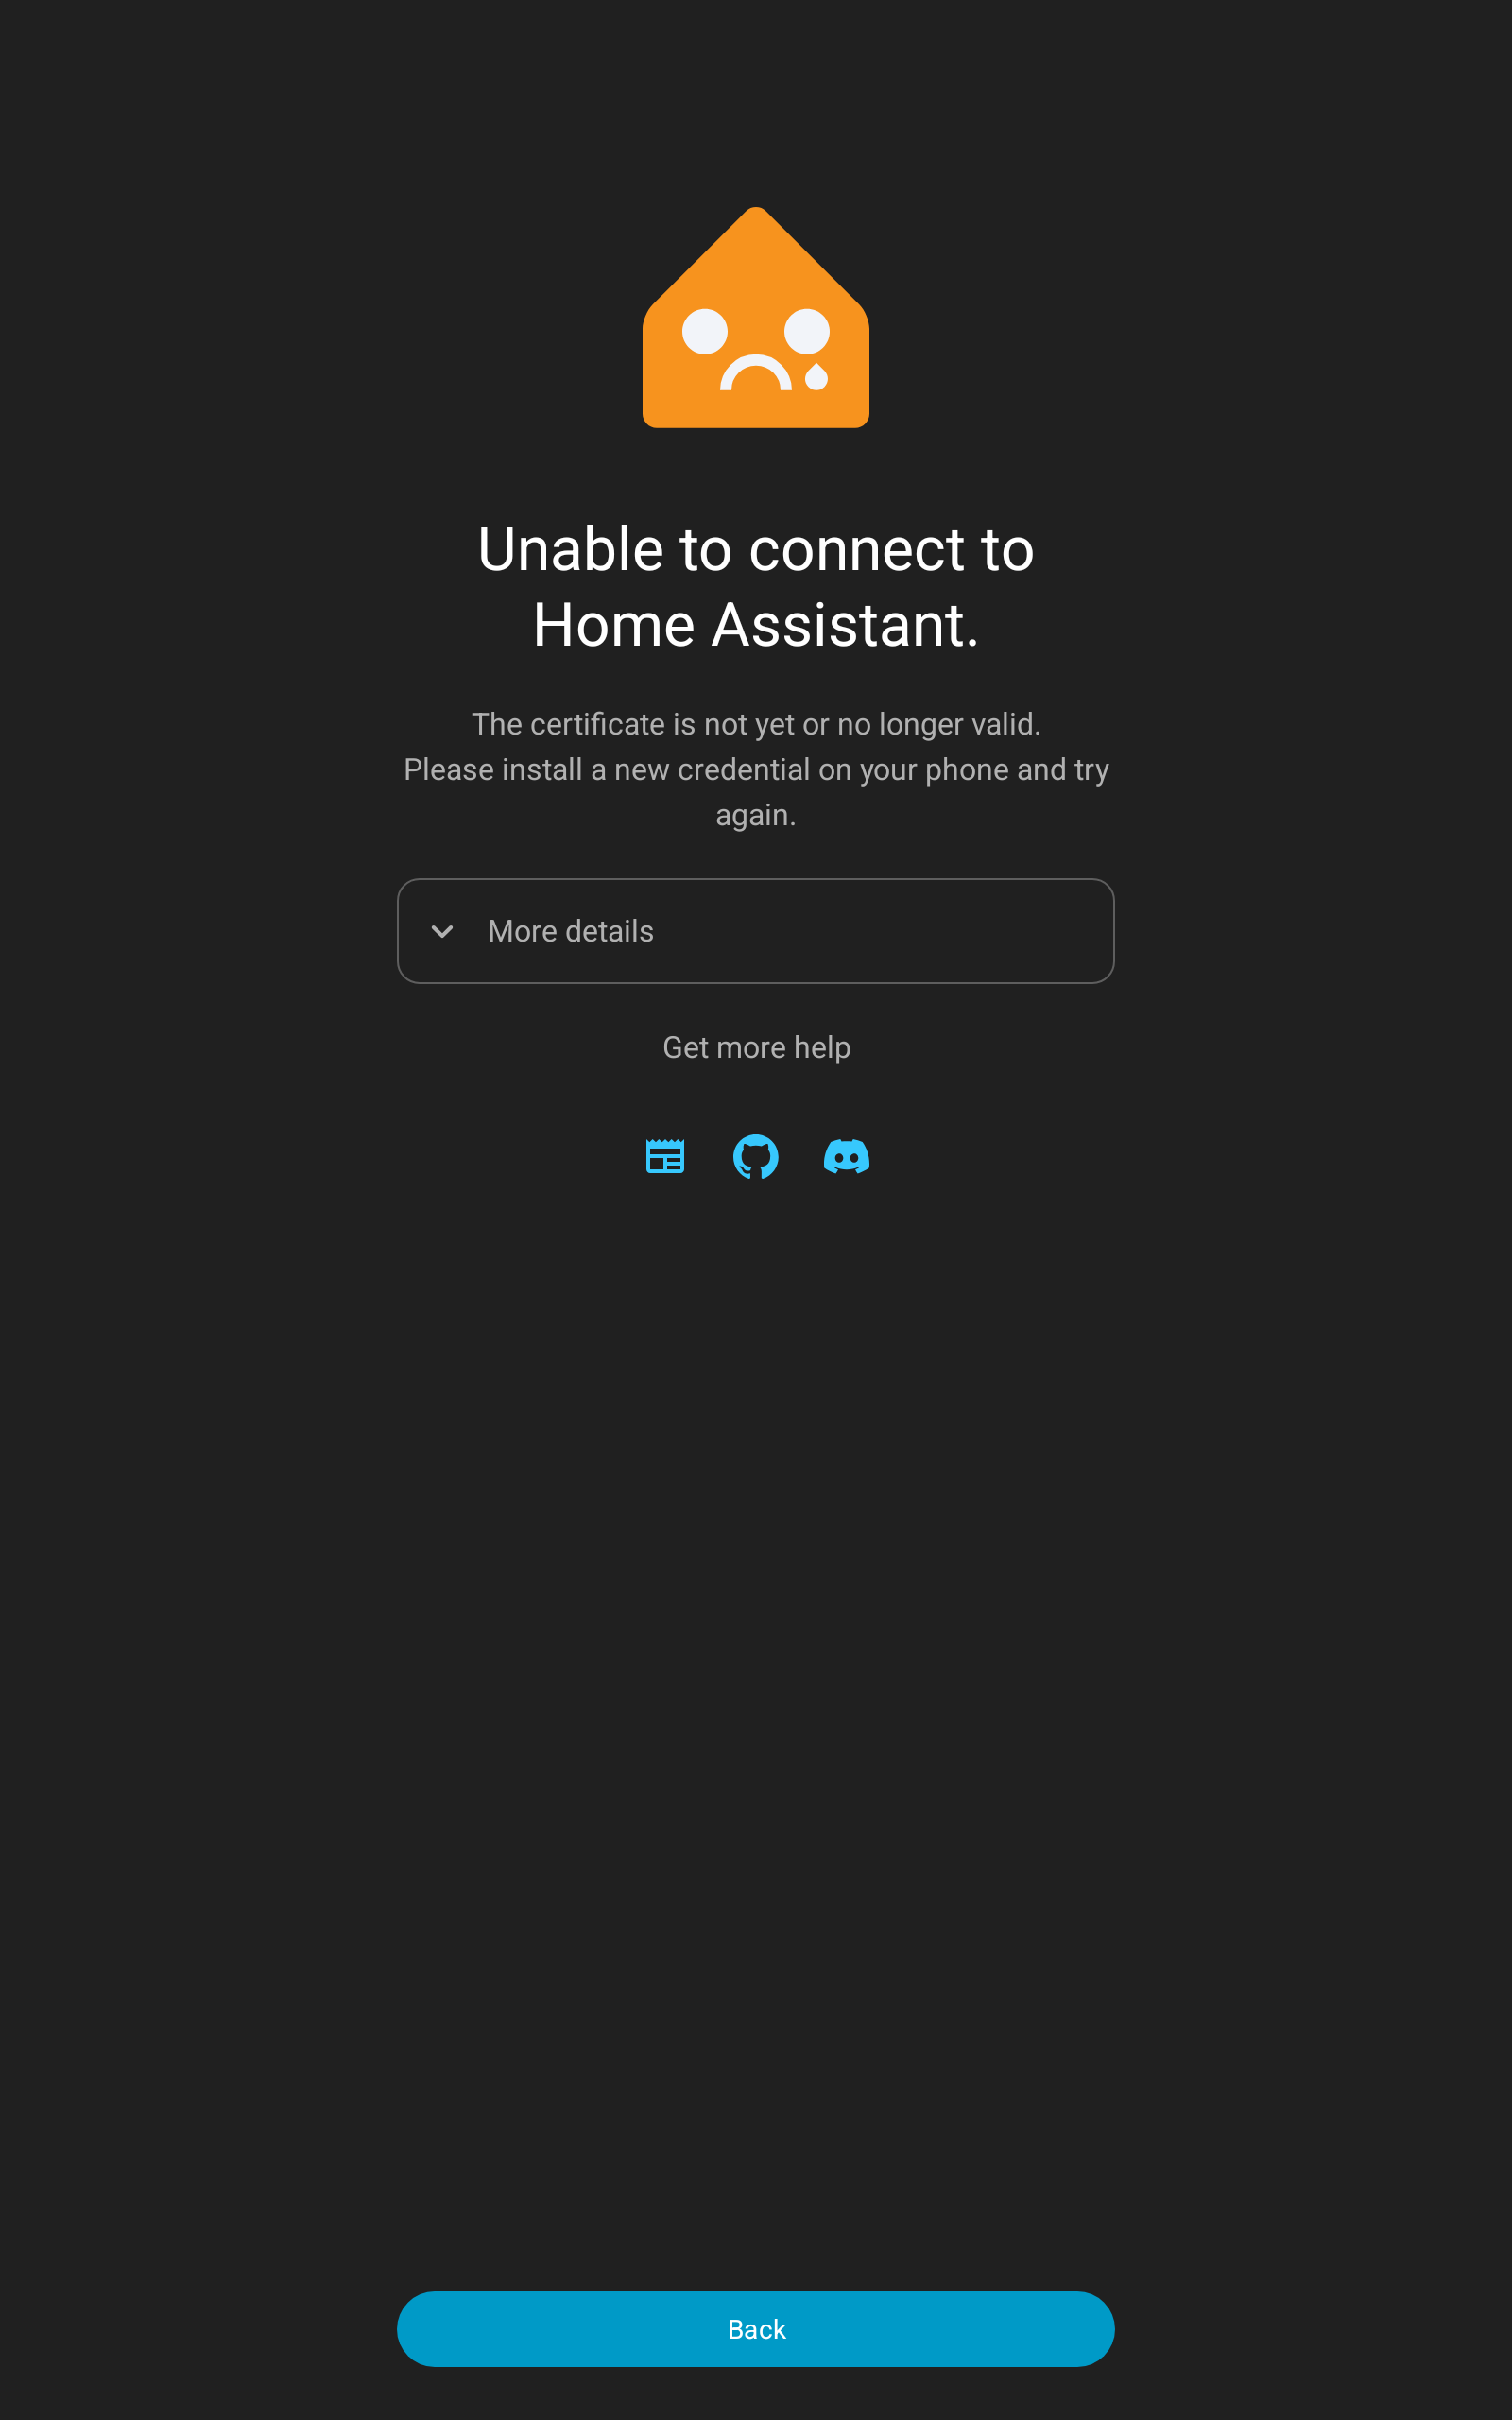 Unable to connect to
Home Assistant.
The certificate is not yet or no longer valid.
Please install a new credential on your phone and try
again.
More details
Get more help
Back